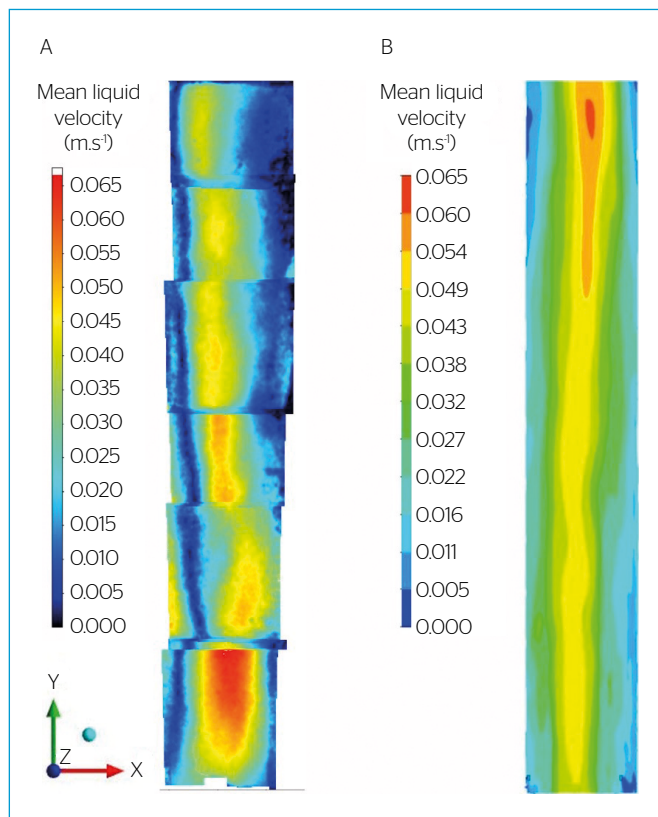 A
Mean liquid
velocity
(m.s⁻¹)
0.065
0.060
0.055
0.050
0.045
0.040
0.035
0.030
0.025
0.020
0.015
0.010
0.005
0.000
Y
Z
X
B
Mean liquid
velocity
(m.s⁻¹)
0.065
0.060
0.054
0.049
0.043
0.038
0.032
0.027
0.022
0.016
0.011
0.005
0.000